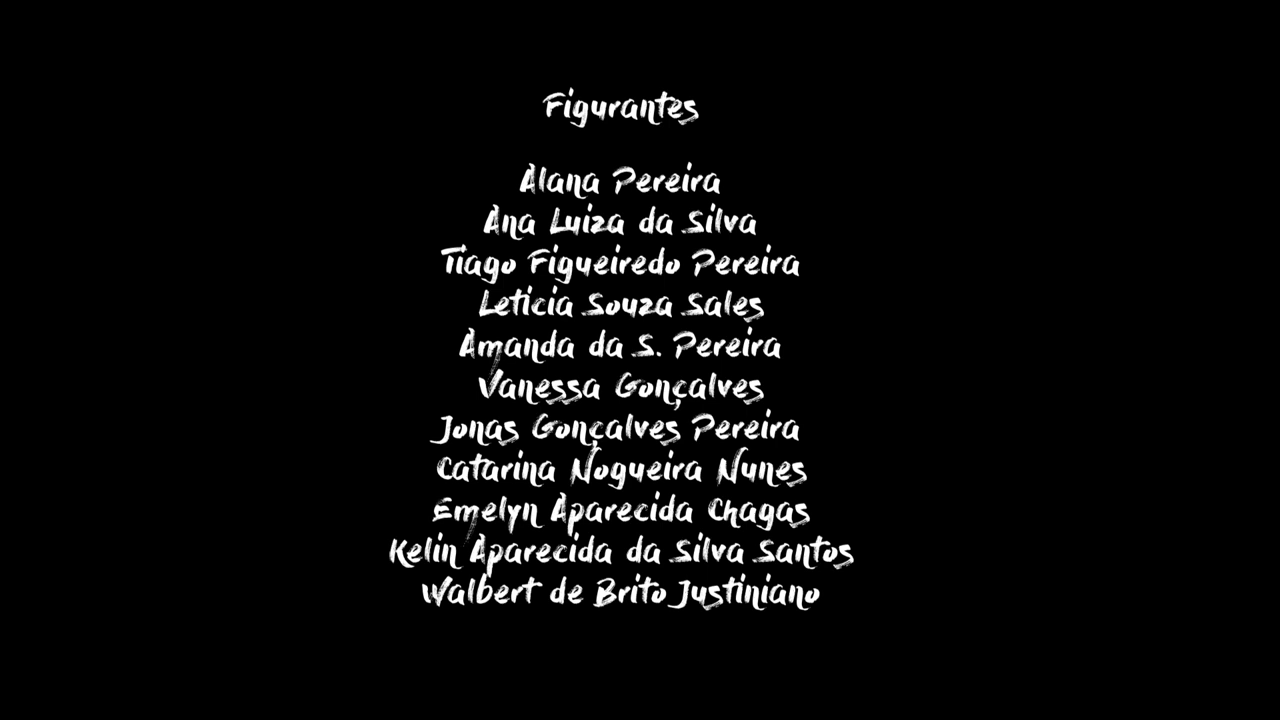 Figurantes
Alana Pereira
Ana Luiza da Silva
Tiago Figueiredo Pereira
Leticia Souza Sales
Amanda da S. Pereira
Vanessa Gonçalves
Jonas Gonçalves Pereira
Catarina Nogueira Nunes
Emelyn Aparecida Chagas
Kelin Aparecida da Silva Santos
Walbert de Brito Justiniano